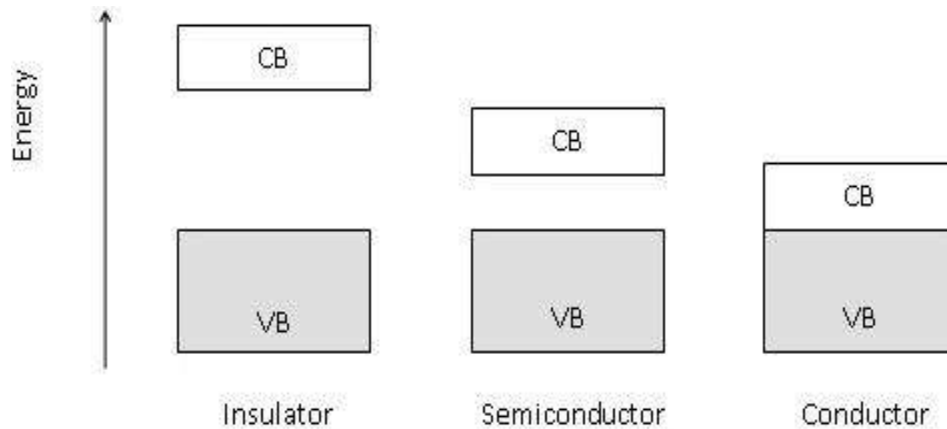 Energy
CB
CB
CB
VB
VB
VB
Insulator
Semiconductor
Conductor